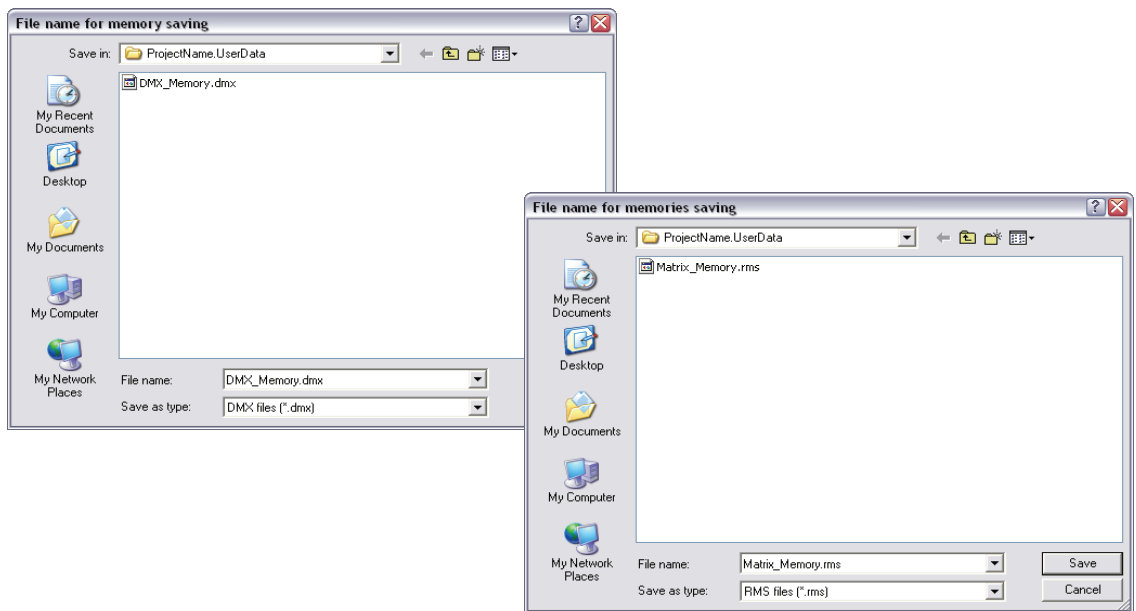 File name for memory saving
Save in: ProjectName.UserData
DMX_Memory.dmx
My Recent
Documents
Desktop
My Documents
My Computer
My Network
Places
File name: DMX_Memory.dmx
Save as type: DMX files (*.dmx)
File name for memories saving
Save in: ProjectName.UserData
Matrix_Memory.rms
My Recent
Documents
Desktop
My Documents
My Computer
My Network
Places
File name: Matrix_Memory.rms Save
Save as type: RMS files (*.rms) Cancel